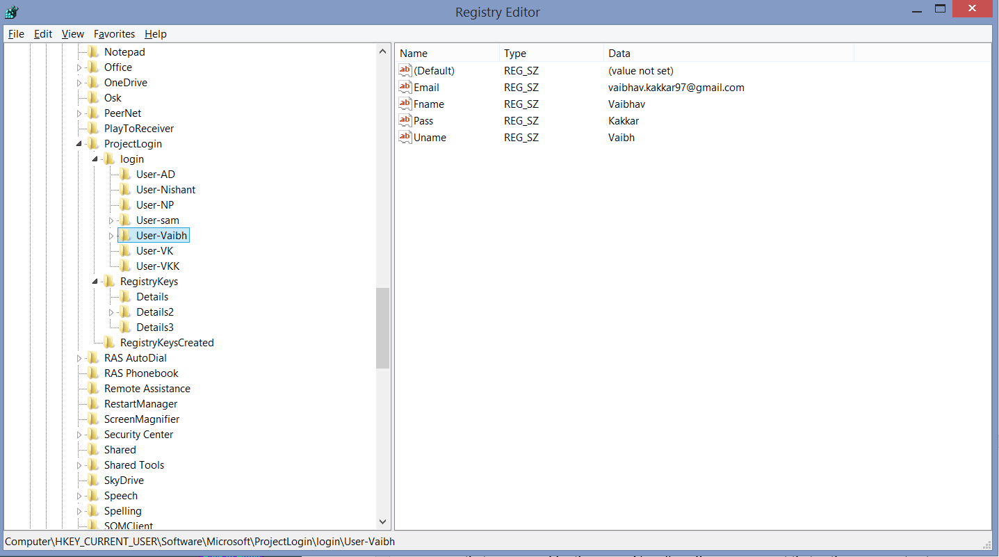 Registry Editor
File Edit View Favorites Help
Notepad
Office
OneDrive
Osk
PeerNet
PlayToReceiver
ProjectLogin
login
User-AD
User-Nishant
User-NP
User-sam
User-Vaibh
User-VK
User-VKK
RegistryKeys
Details
Details2
Details3
RegistryKeysCreated
RAS AutoDial
RAS Phonebook
Remote Assistance
RestartManager
ScreenMagnifier
Security Center
Shared
Shared Tools
SkyDrive
Speech
Spelling
SQMClient
Name Type Data
(Default) REG_SZ (value not set)
Email REG_SZ vaibhav.kakkar97@gmail.com
Fname REG_SZ Vaibhav
Pass REG_SZ Kakkar
Uname REG_SZ Vaibh
Computer\HKEY_CURRENT_USER\Software\Microsoft\ProjectLogin\login\User-Vaibh